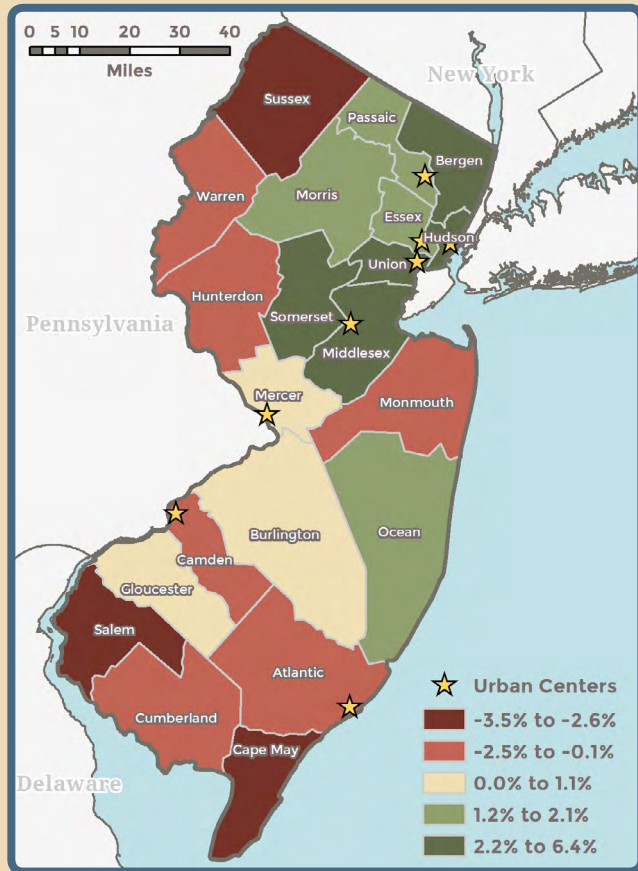 0 5 10 20 30 40
Miles
New York
Sussex
Passaic
Bergen
Warren
Morris
Essex
Hudson
Union
Hunterdon
Somerset
Pennsylvania
Middlesex
Mercer
Monmouth
Burlington
Ocean
Camden
Gloucester
Salem
Atlantic
Cumberland
Cape May
Delaware
Urban Centers
-3.5% to -2.6%
-2.5% to -0.1%
0.0% to 1.1%
1.2% to 2.1%
2.2% to 6.4%